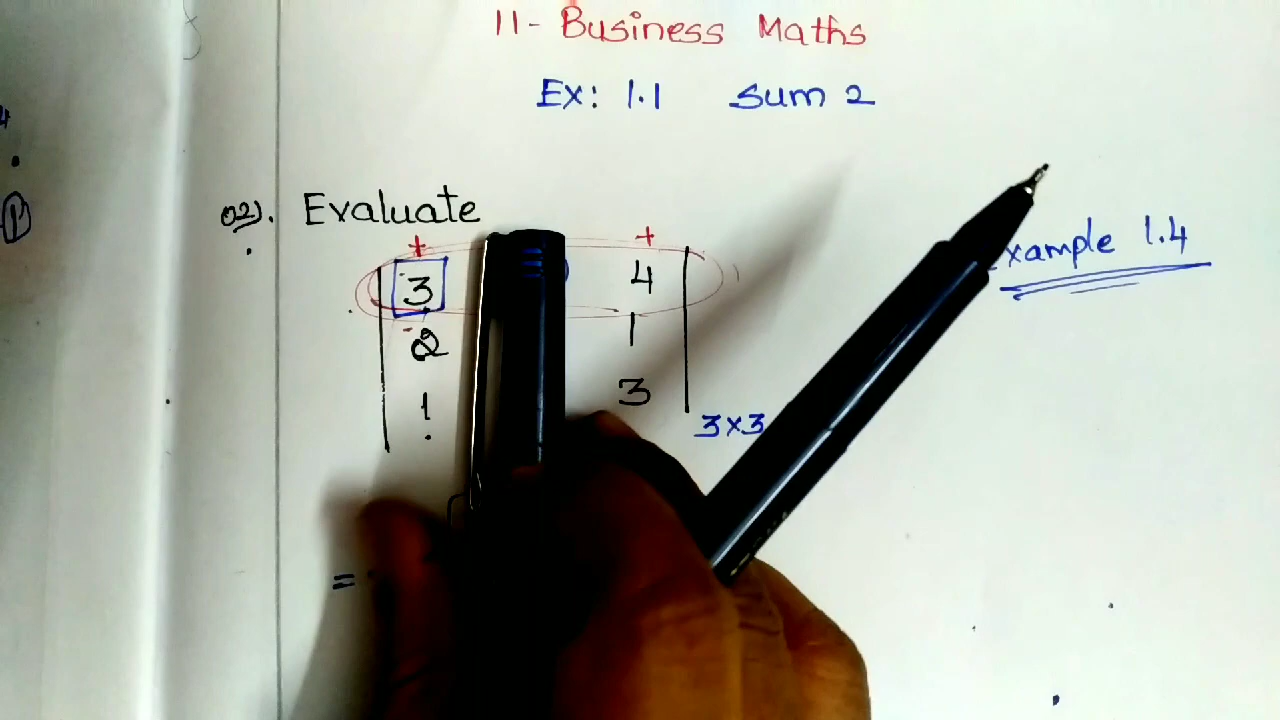 11- Business Maths
Ex: 1.1 Sum 2
Q2). Evaluate
+ +
3 4
2 1
1 3
3×3
xample 1.4
=